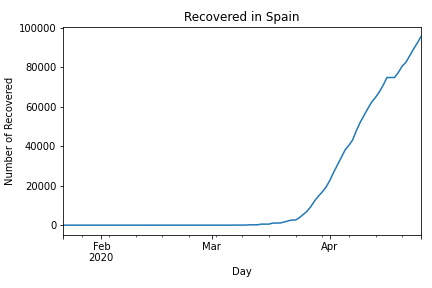 Recovered in Spain
Number of Recovered
100000
80000
60000
40000
20000
0
Feb
2020
Mar
Apr
Day